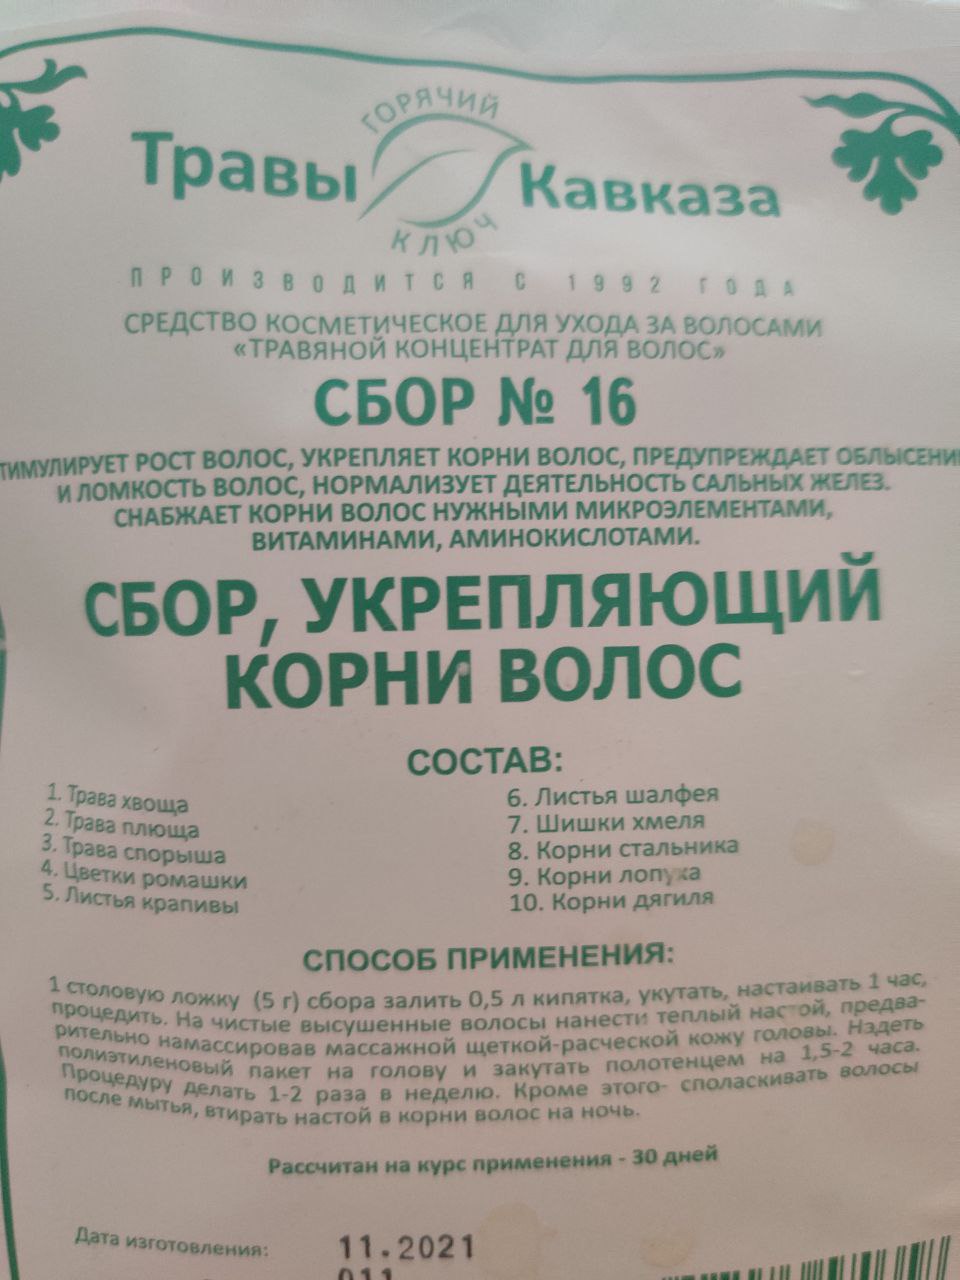 ГОРЯЧИЙ
Травы Кавказа
КЛЮЧ
ПРОИЗВОДИТСЯ С 1992 ГОДА
СРЕДСТВО КОСМЕТИЧЕСКОЕ ДЛЯ УХОДА ЗА ВОЛОСАМИ
«ТРАВЯНОЙ КОНЦЕНТРАТ ДЛЯ ВОЛОС»
СБОР № 16
ТИМУЛИРУЕТ РОСТ ВОЛОС, УКРЕПЛЯЕТ КОРНИ ВОЛОС, ПРЕДУПРЕЖДАЕТ ОБЛЫСЕНИ
И ЛОМКОСТЬ ВОЛОС, НОРМАЛИЗУЕТ ДЕЯТЕЛЬНОСТЬ САЛЬНЫХ ЖЕЛЕЗ.
СНАБЖАЕТ КОРНИ ВОЛОС НУЖНЫМИ МИКРОЭЛЕМЕНТАМИ,
ВИТАМИНАМИ, АМИНОКИСЛОТАМИ.
СБОР, УКРЕПЛЯЮЩИЙ
КОРНИ ВОЛОС
СОСТАВ:
1. Трава хвоща
2. Трава плюща
3. Трава спорыша
4. Цветки ромашки
5. Листья крапивы
6. Листья шалфея
7. Шишки хмеля
8. Корни стальника
9. Корни лопуха
10. Корни дягиля
СПОСОБ ПРИМЕНЕНИЯ:
1 столовую ложку (5 г) сбора залить 0,5 л кипятка, укутать, настаивать 1 час,
процедить. На чистые высушенные волосы нанести теплый настой, предва-
рительно намассировав массажной щеткой-расческой кожу головы. Надеть
полиэтиленовый пакет на голову и закутать полотенцем на 1,5-2 часа.
Процедуру делать 1-2 раза в неделю. Кроме этого- споласкивать волосы
после мытья, втирать настой в корни волос на ночь.
Рассчитан на курс применения - 30 дней
Дата изготовления: 11.2021
011